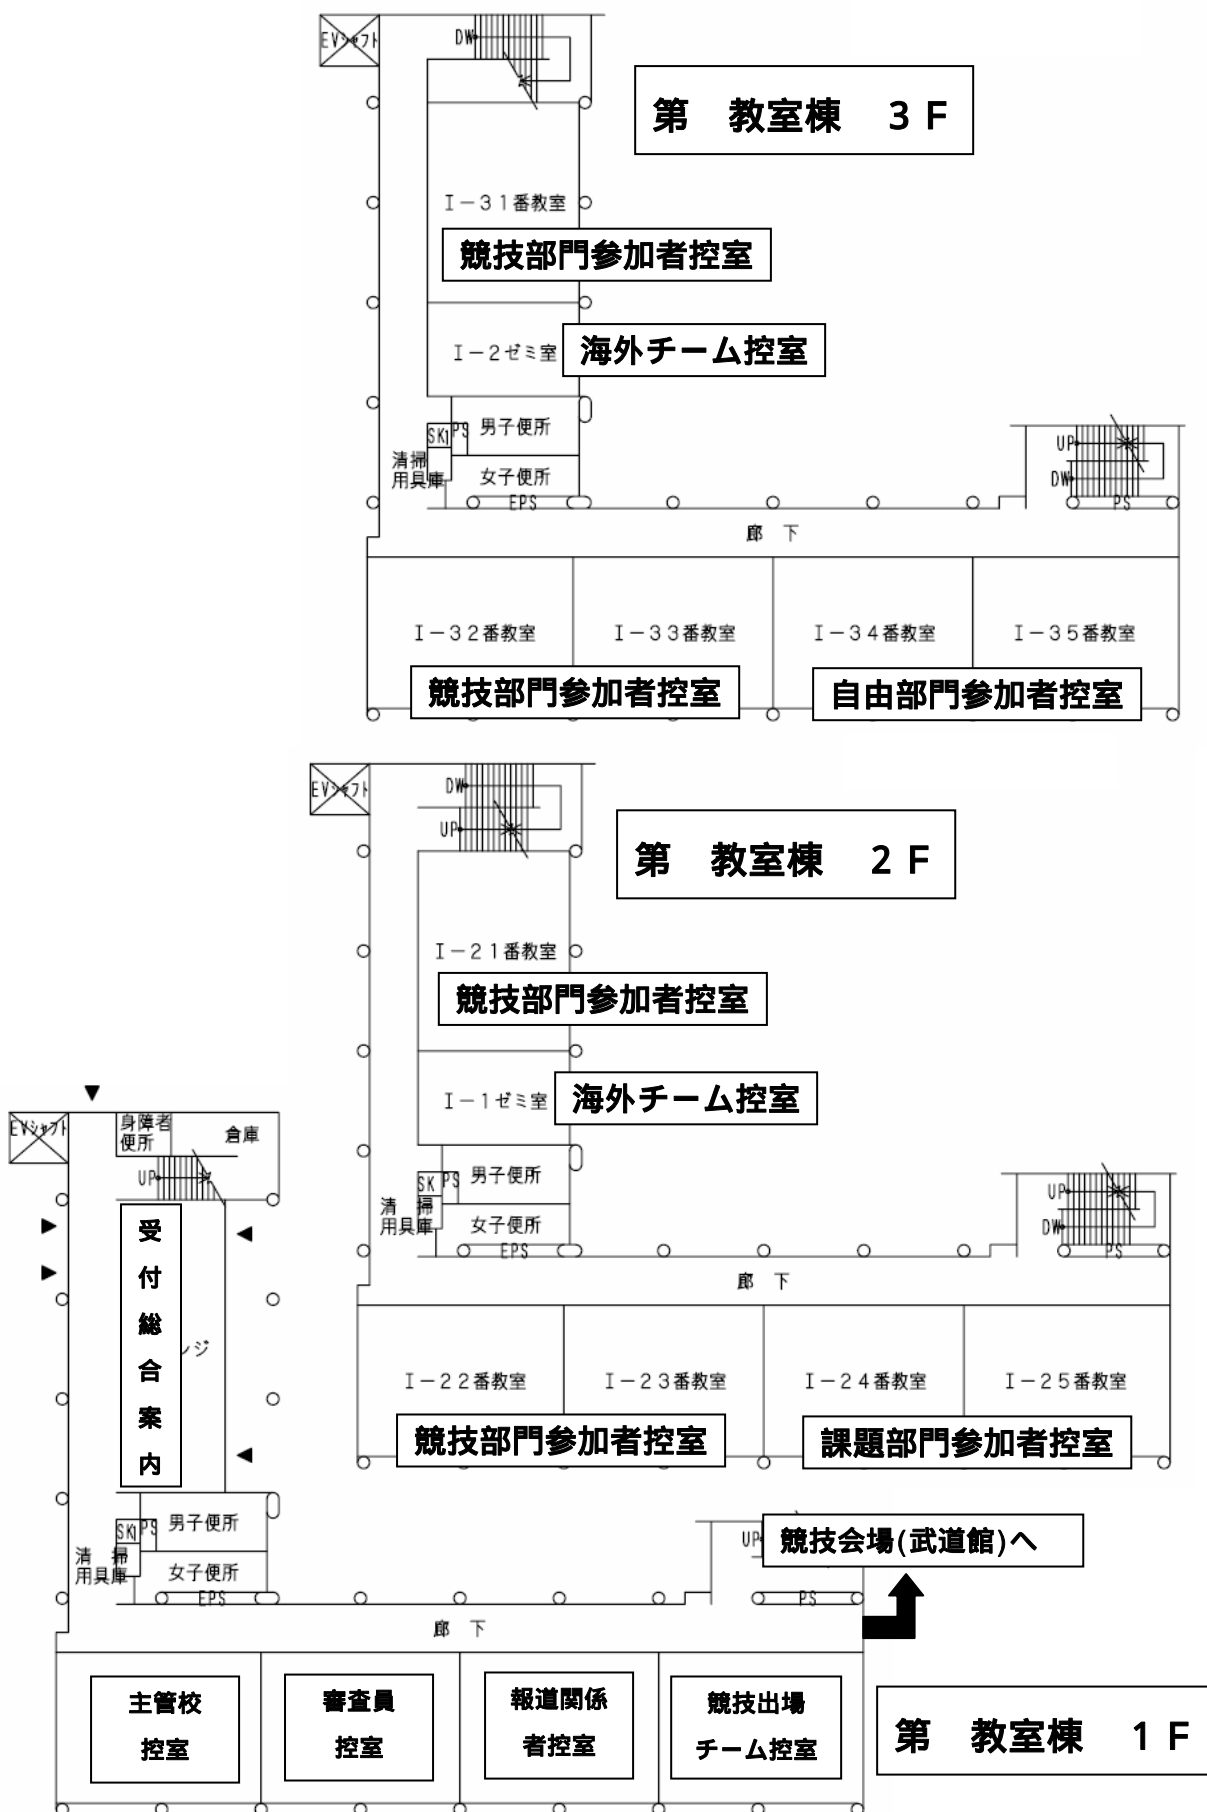 EVシャフト
DW
第　教室棟　３Ｆ
Ｉ－３１番教室
競技部門参加者控室
Ｉ－２ゼミ室
海外チーム控室
男子便所
SK
PS
清掃
用具庫
女子便所
EPS
UP
DW
PS
廊　下
Ｉ－３２番教室
Ｉ－３３番教室
Ｉ－３４番教室
Ｉ－３５番教室
競技部門参加者控室
自由部門参加者控室
EVシャフト
DW
UP
第　教室棟　２Ｆ
Ｉ－２１番教室
競技部門参加者控室
Ｉ－１ゼミ室
海外チーム控室
男子便所
SK
PS
清　掃
用具庫
女子便所
EPS
UP
DW
PS
廊　下
Ｉ－２２番教室
Ｉ－２３番教室
Ｉ－２４番教室
Ｉ－２５番教室
競技部門参加者控室
課題部門参加者控室
EVシャフト
身障者
便所
倉庫
UP
受付総合案内
ンジ
男子便所
SK
PS
清　掃
用具庫
女子便所
EPS
UP
競技会場(武道館)へ
PS
廊　下
主管校
控室
審査員
控室
報道関係
者控室
競技出場
チーム控室
第　教室棟　１Ｆ